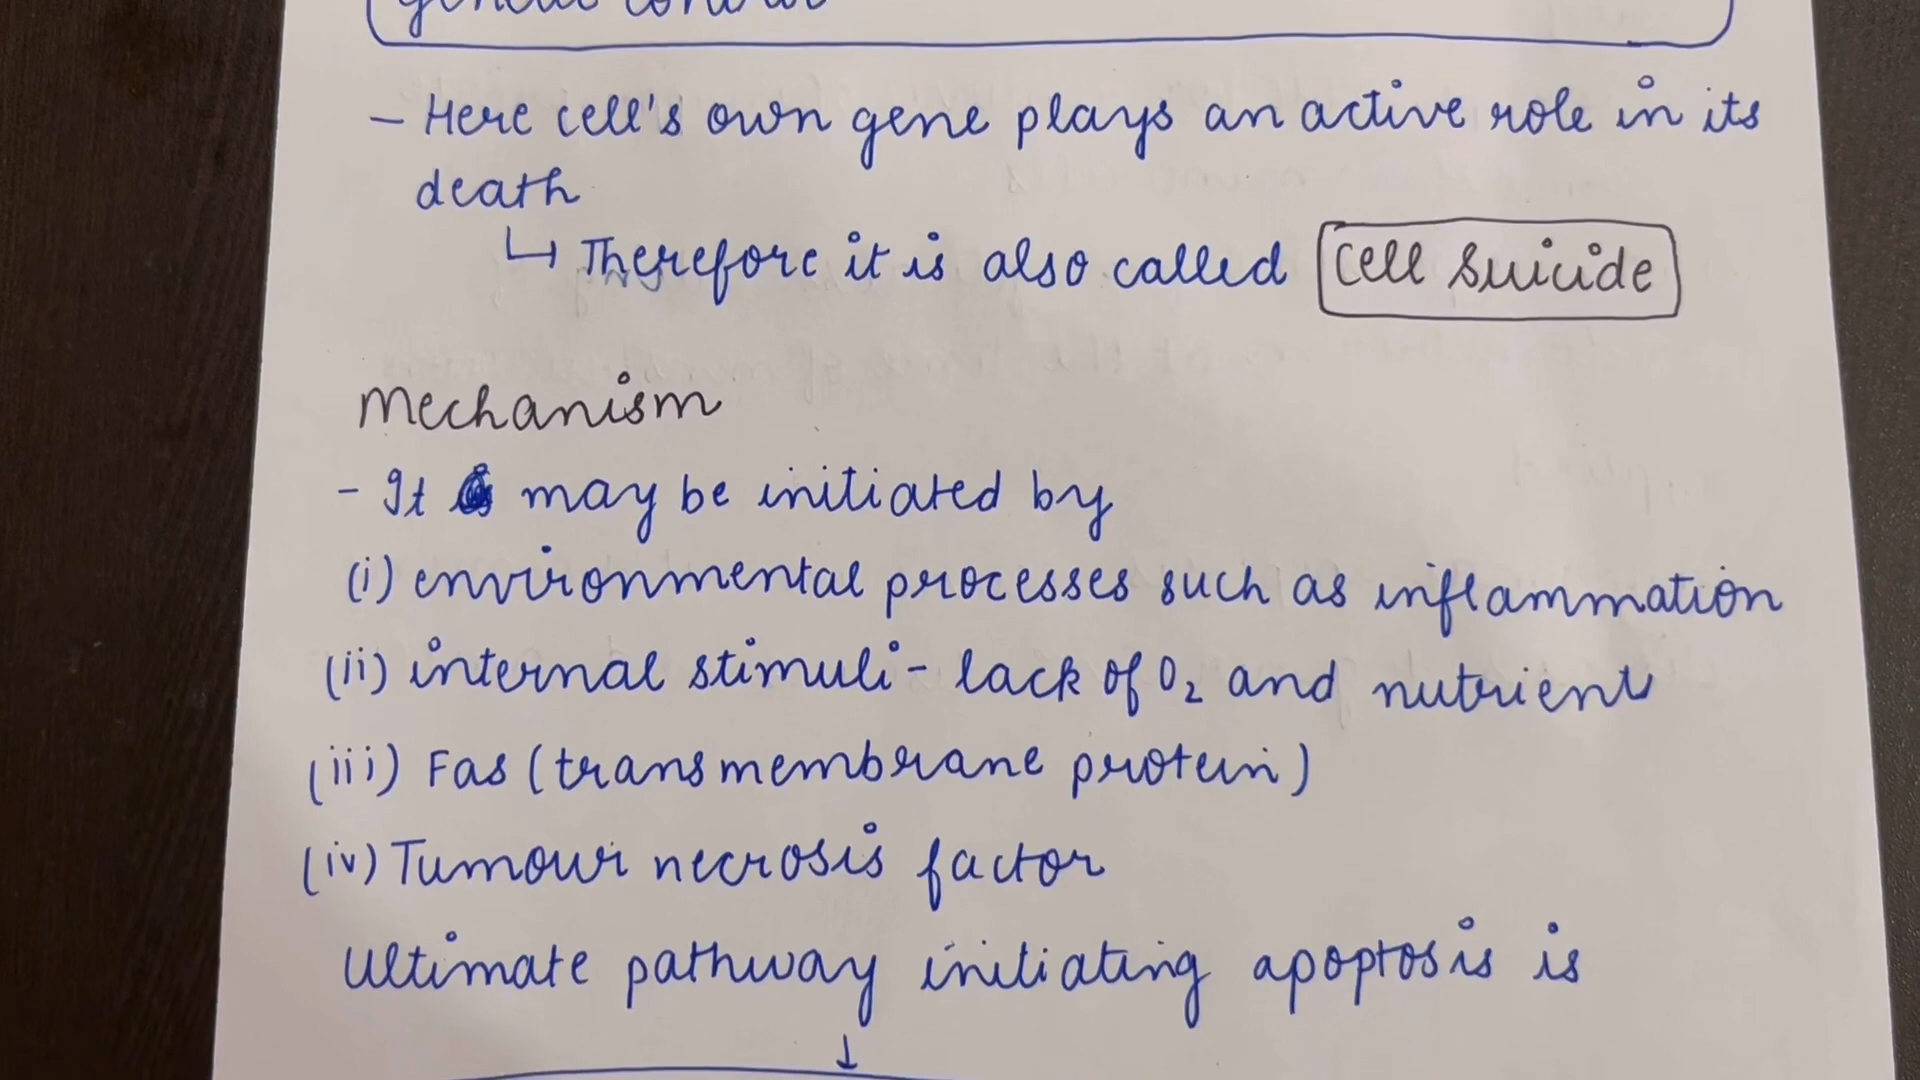 genetic control
– Here cell's own gene plays an active role in its
death
↳ Therefore it is also called cell suicide
Mechanism
- It may be initiated by
(i) environmental processes such as inflammation
(ii) internal stimuli - lack of O₂ and nutrient
(iii) Fas (transmembrane protein)
(iv) Tumour necrosis factor
Ultimate pathway initiating apoptosis is
↓